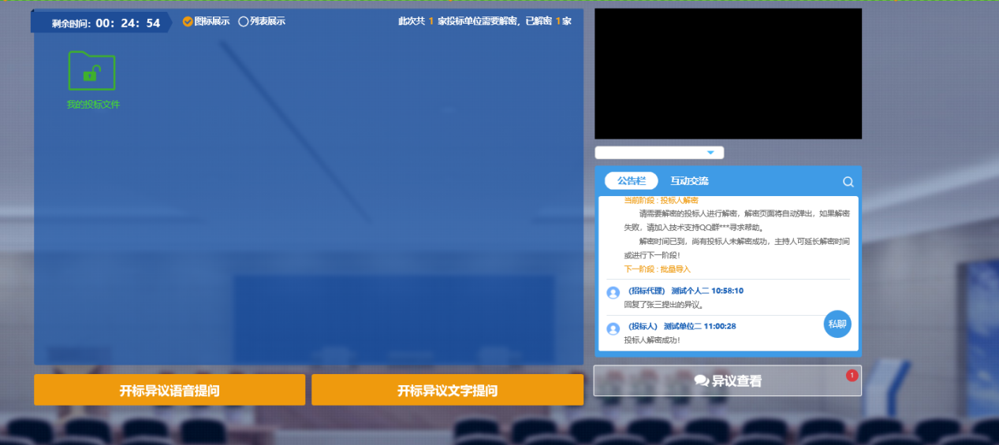 剩余时间：00：24：54
图标展示 列表展示
此次共 1 家投标单位需要解密，已解密 1 家
我的投标文件
公告栏 互动交流
当前阶段 : 投标人解密
请需要解密的投标人进行解密，解密页面将自动弹出，如果解密
失败，请加入技术支持QQ群***寻求帮助。
解密时间已到，尚有投标人未解密成功，主持人可延长解密时间
或进行下一阶段！
下一阶段 : 批量导入
（招标代理） 测试个人二 10:58:10
回复了张三提出的异议。
（投标人） 测试单位二 11:00:28
投标人解密成功！
私聊
开标异议语音提问
开标异议文字提问
异议查看
1